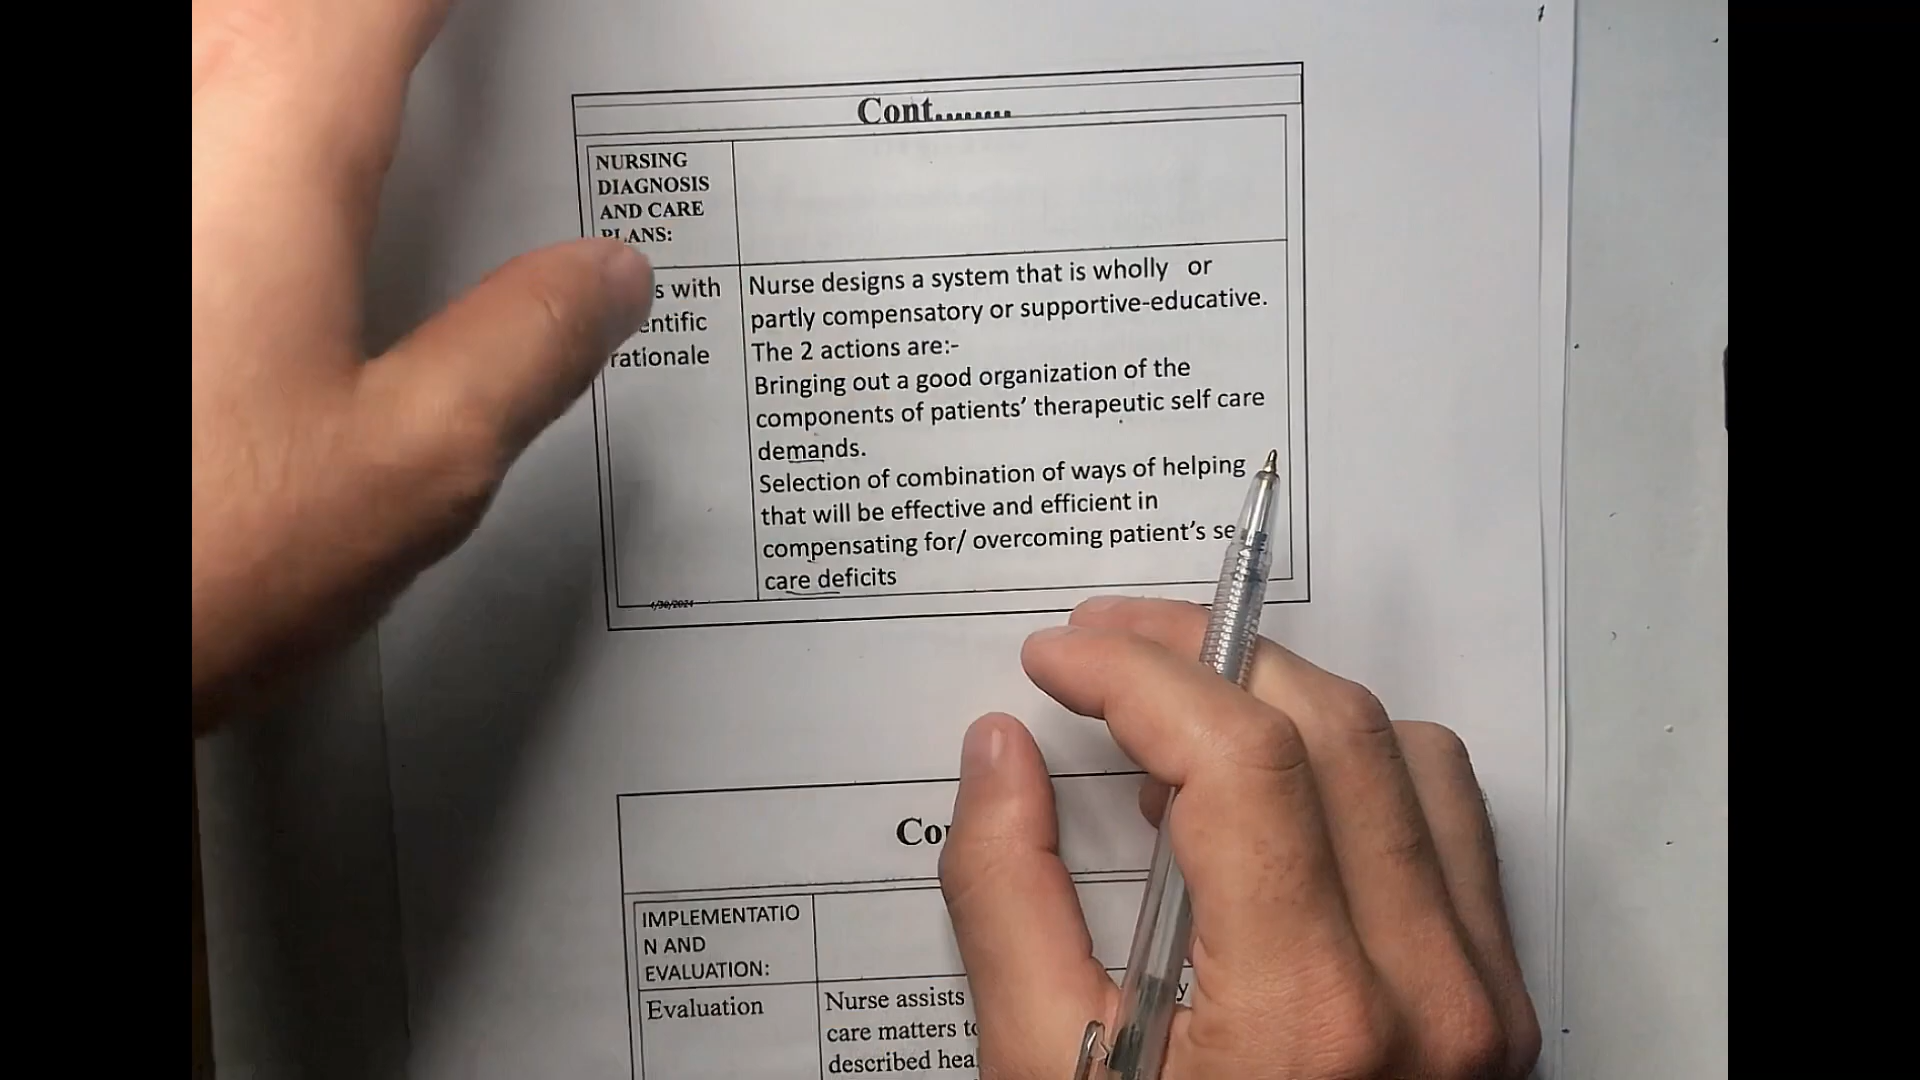 Cont.........
NURSING
DIAGNOSIS
AND CARE
PLANS:
with
rationale
Nurse designs a system that is wholly or
partly compensatory or supportive-educative.
The 2 actions are:-
Bringing out a good organization of the
components of patients' therapeutic self care
demands.
Selection of combination of ways of helping
that will be effective and efficient in
compensating for/ overcoming patient's
care deficits
1/30/2021
IMPLEMENTATIO
N AND
EVALUATION:
Evaluation
Nurse assists
care matters
described